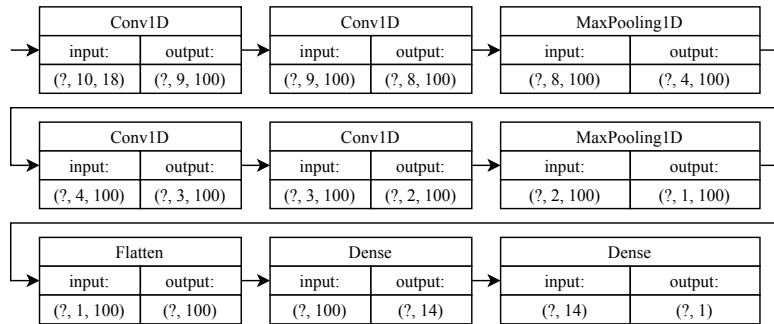 Conv1D Conv1D MaxPooling1D
input: output: input: output: input: output:
(?, 10, 18) (?, 9, 100) (?, 9, 100) (?, 8, 100) (?, 8, 100) (?, 4, 100)
Conv1D Conv1D MaxPooling1D
input: output: input: output: input: output:
(?, 4, 100) (?, 3, 100) (?, 3, 100) (?, 2, 100) (?, 2, 100) (?, 1, 100)
Flatten Dense Dense
input: output: input: output: input: output:
(?, 1, 100) (?, 100) (?, 100) (?, 14) (?, 14) (?, 1)